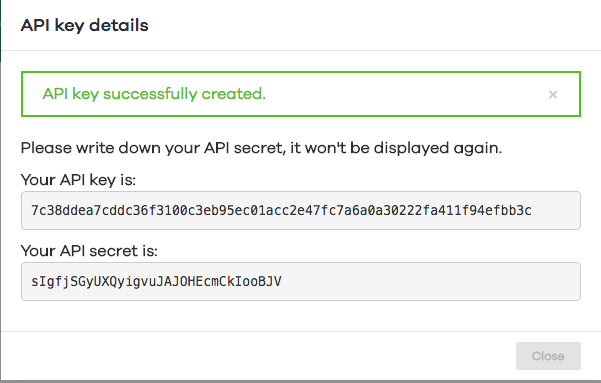 API key details
API key successfully created.
×
Please write down your API secret, it won't be displayed again.
Your API key is:
7c38ddea7cddc36f3100c3eb95ec01acc2e47fc7a6a0a30222fa411f94efbb3c
Your API secret is:
sIgfjSGyUXQyigvuJAJOHEcmCkIooBJV
Close